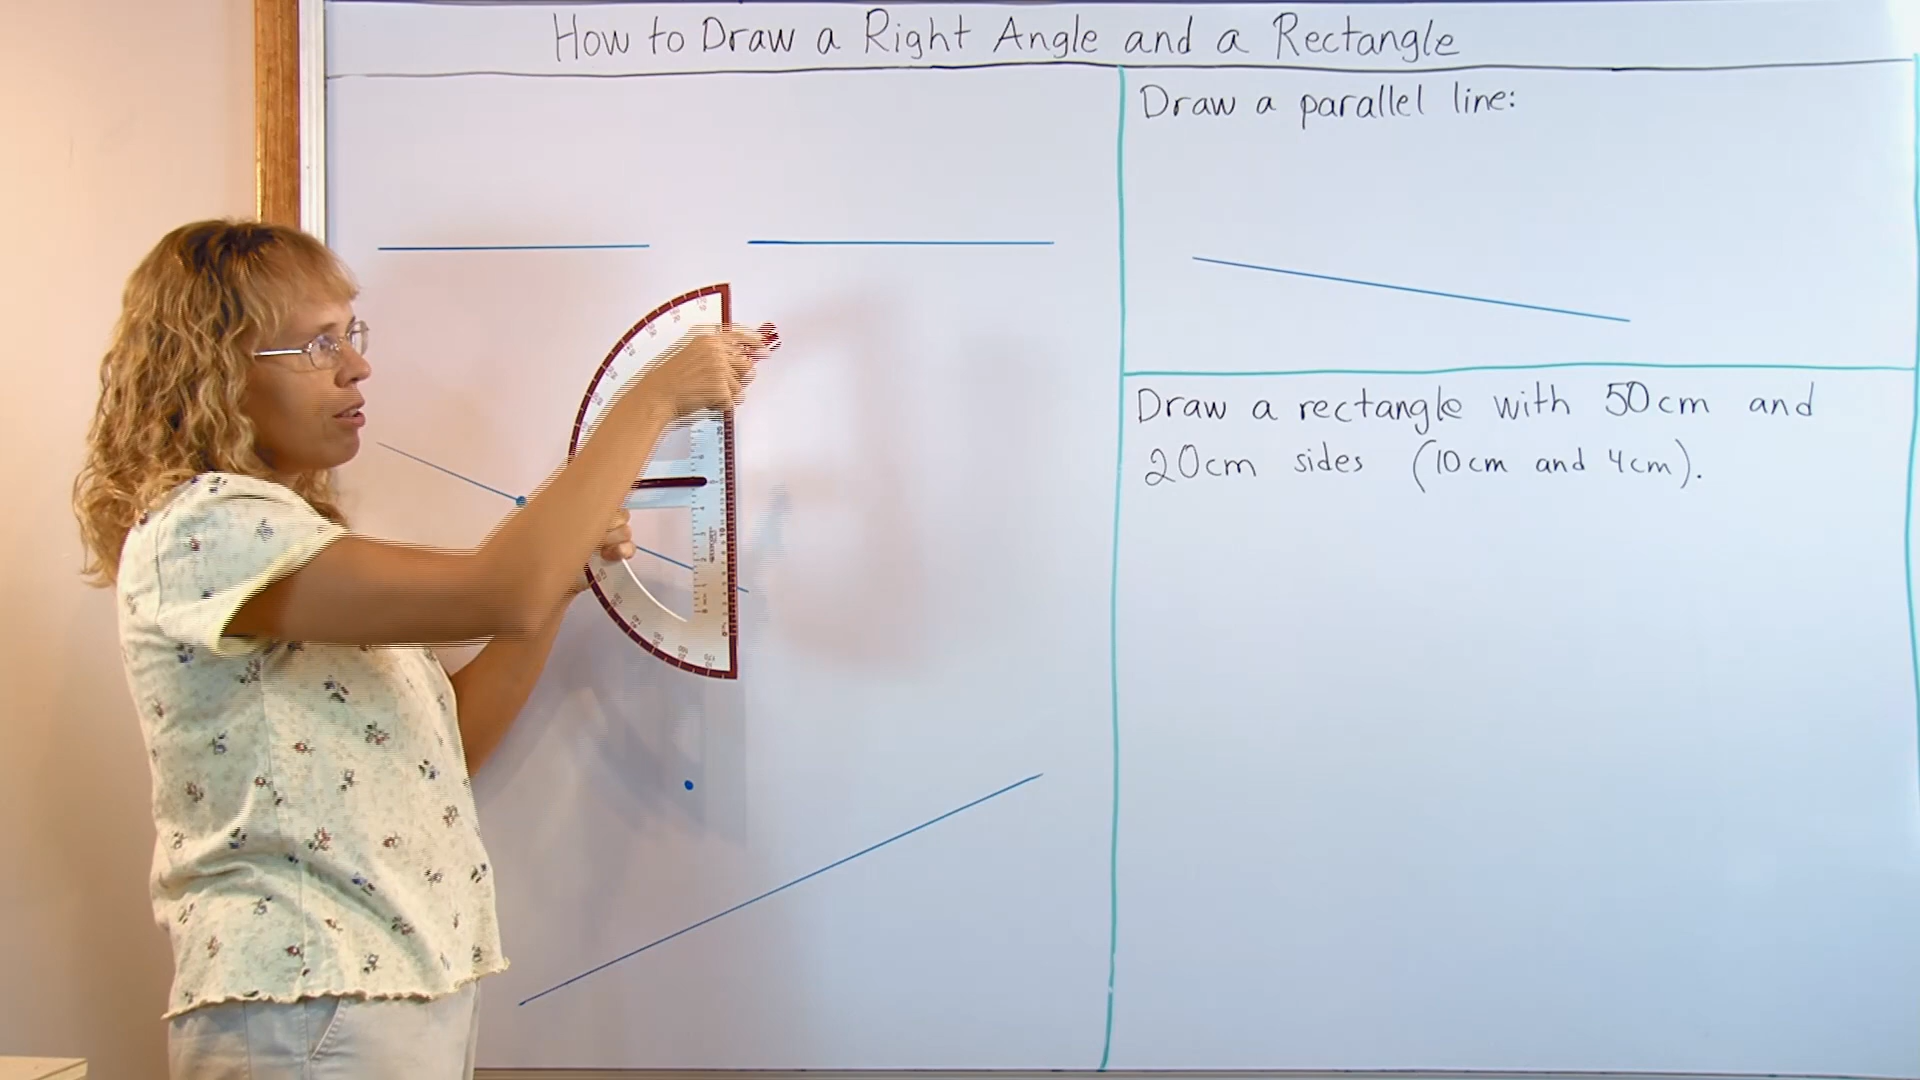 How to Draw a Right Angle and a Rectangle
Draw a parallel line:
Draw a rectangle with 50cm and
20cm sides (10cm and 4cm).